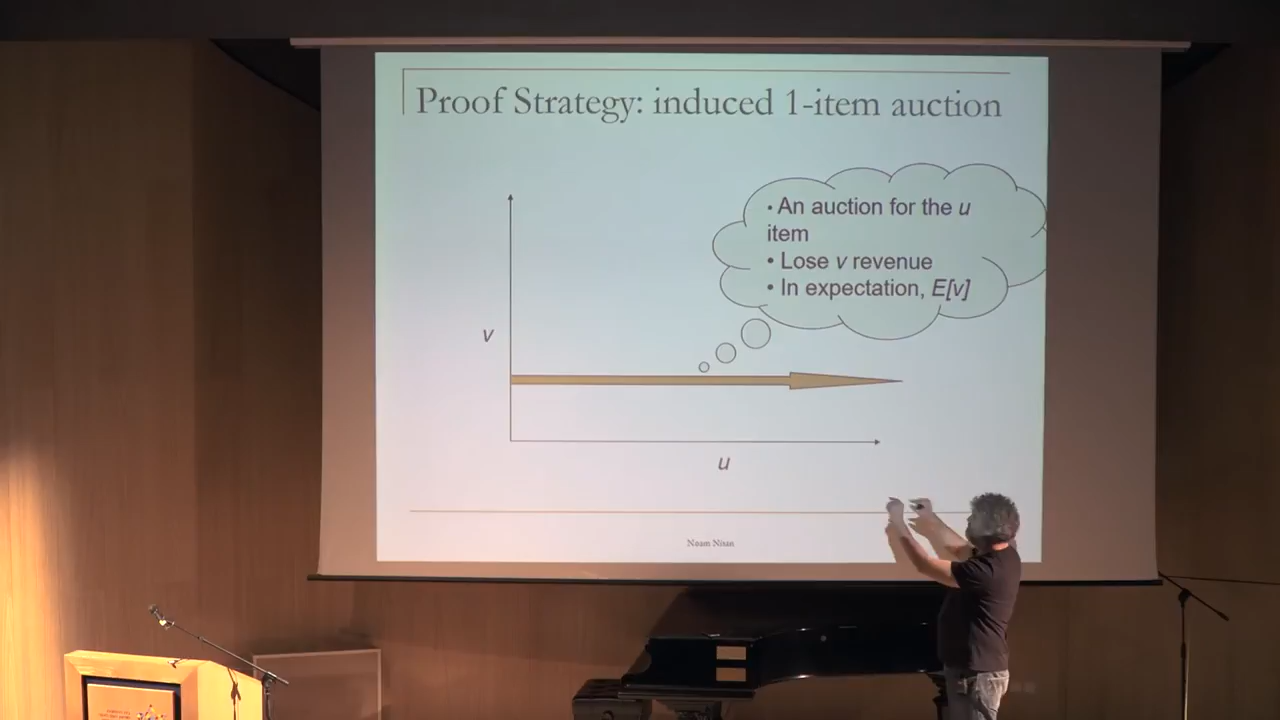 Proof Strategy: induced 1-item auction
• An auction for the u
item
• Lose v revenue
• In expectation, E[v]
v
u
Noam Nisan